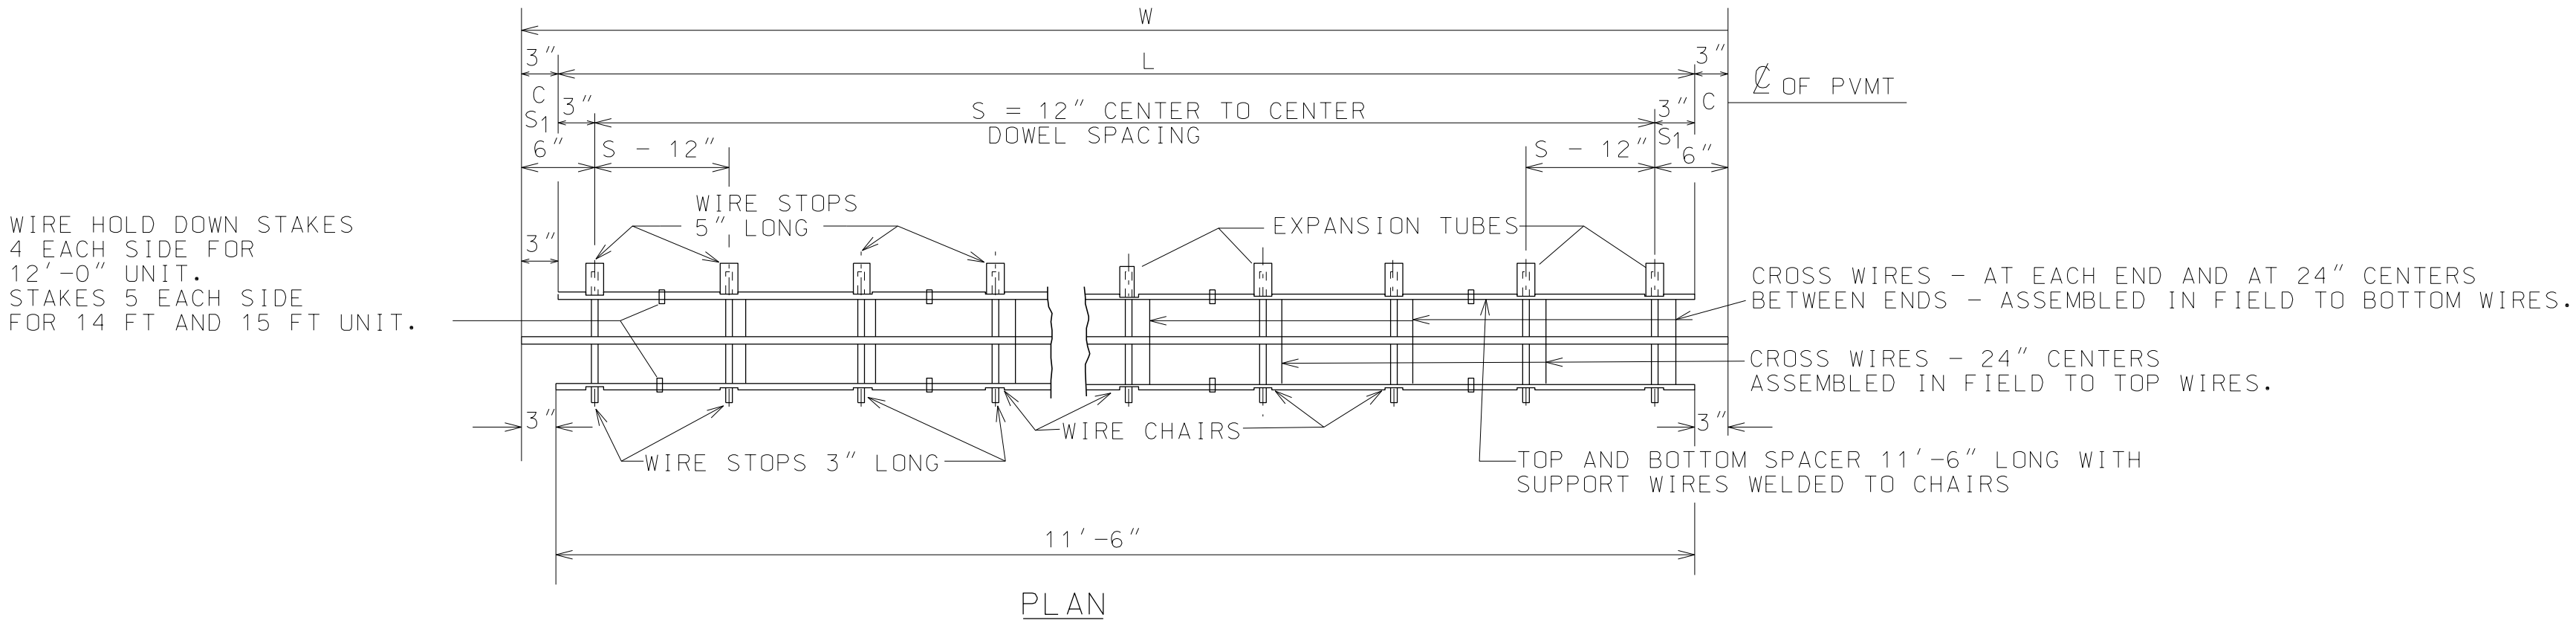 W
3" L 3"
℄ OF PVMT
C 3" S = 12" CENTER TO CENTER 3" C
S1 DOWEL SPACING S1
6" S - 12" S - 12" 6"
WIRE STOPS
5" LONG
EXPANSION TUBES
WIRE HOLD DOWN STAKES
4 EACH SIDE FOR
12'-0" UNIT.
STAKES 5 EACH SIDE
FOR 14 FT AND 15 FT UNIT.
3"
CROSS WIRES - AT EACH END AND AT 24" CENTERS
BETWEEN ENDS - ASSEMBLED IN FIELD TO BOTTOM WIRES.
CROSS WIRES - 24" CENTERS
ASSEMBLED IN FIELD TO TOP WIRES.
3" WIRE CHAIRS 3"
WIRE STOPS 3" LONG
TOP AND BOTTOM SPACER 11'-6" LONG WITH
SUPPORT WIRES WELDED TO CHAIRS
11'-6"
PLAN